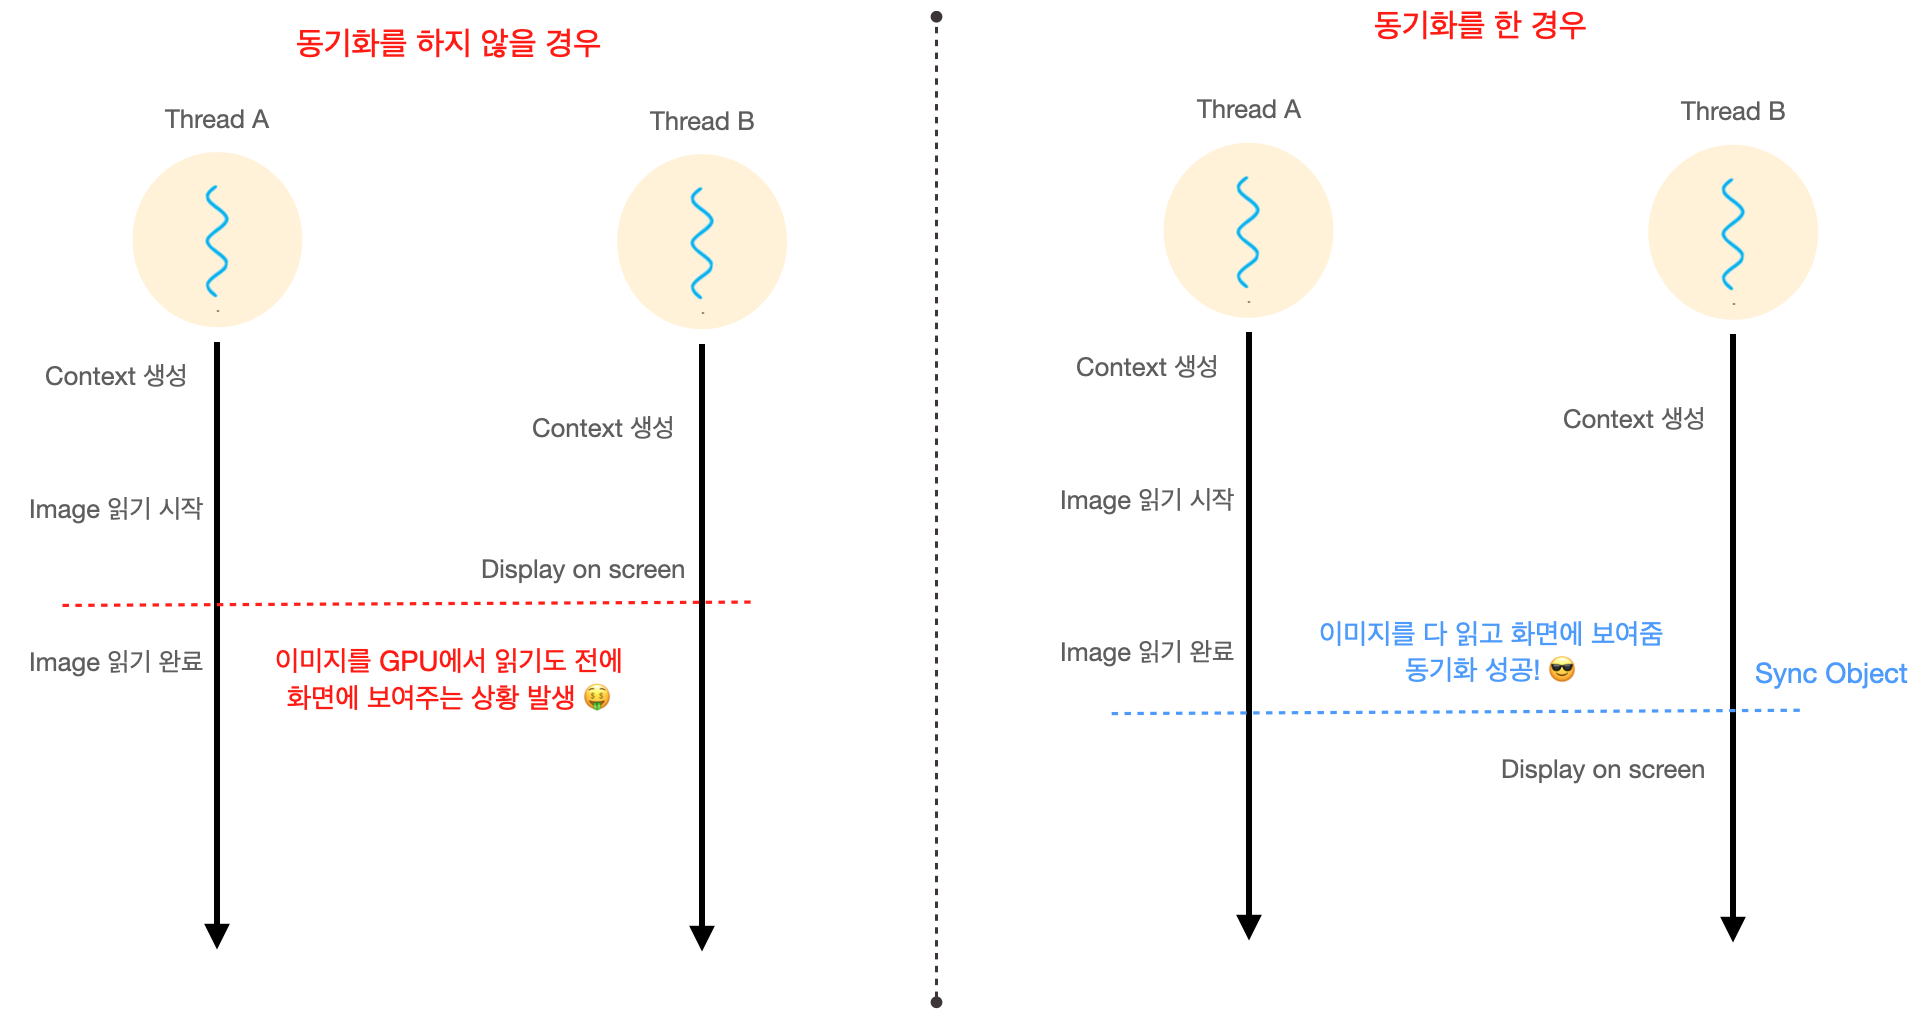 동기화를 하지 않을 경우
Thread A
Thread B
Context 생성
Context 생성
Image 읽기 시작
Display on screen
Image 읽기 완료
이미지를 GPU에서 읽기도 전에
화면에 보여주는 상황 발생 🤑
동기화를 한 경우
Thread A
Thread B
Context 생성
Context 생성
Image 읽기 시작
Image 읽기 완료
이미지를 다 읽고 화면에 보여줌
동기화 성공! 😎
Sync Object
Display on screen